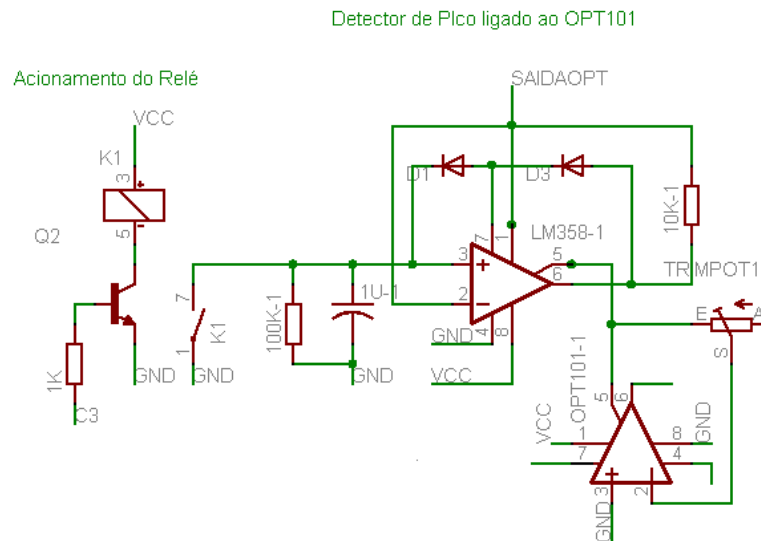 Detector de PIco ligado ao OPT101
Acionamento do Relé
SAIDAOPT
VCC
K1
3
5
Q2
D1
D3
7
1
LM358-1
10K-1
3
2
5
6
TRIMPOT1
1U-1
7
1
K1
100K-1
GND
4
8
VCC
E
A
S
GND
GND
GND
1K
C3
OPT101-1
5
6
VCC
1
7
8
4
GND
3
2
GND